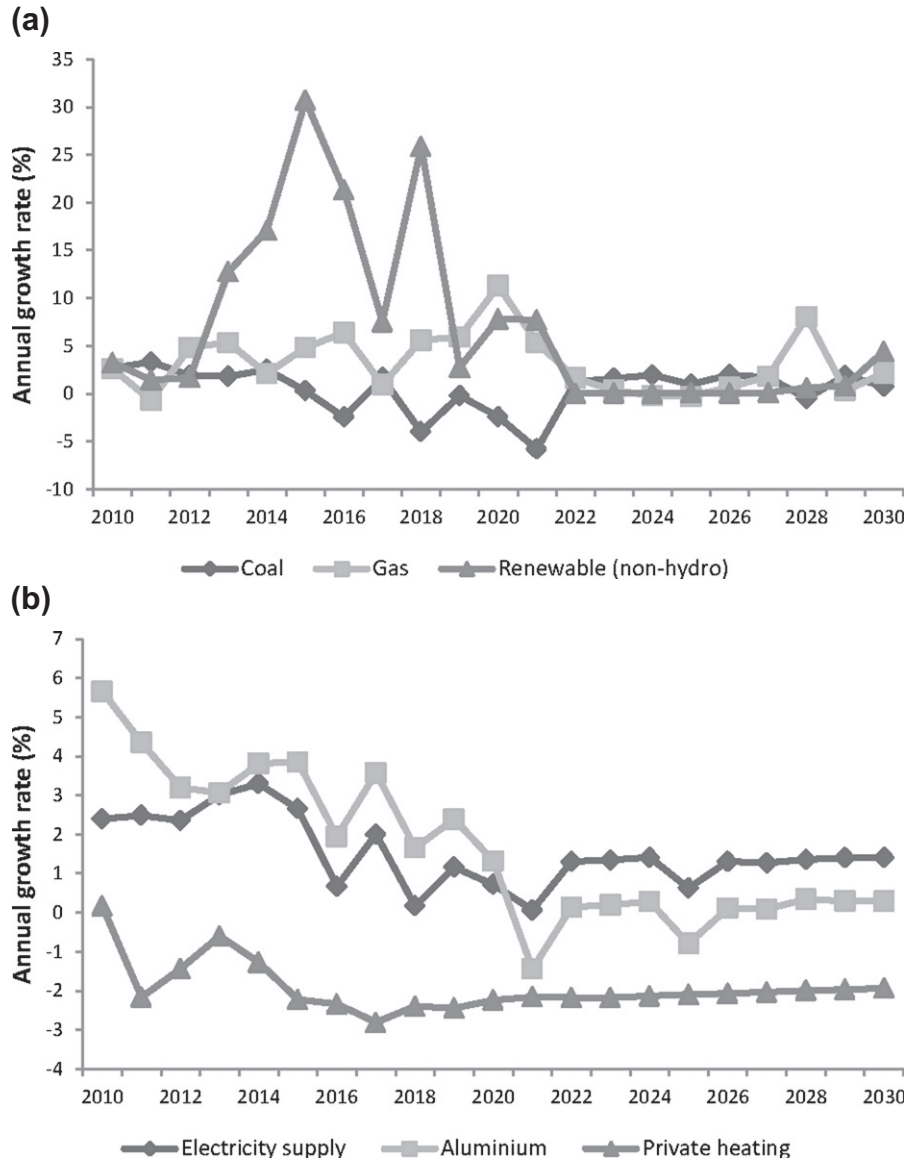 (a)
Annual growth rate (%)
35
30
25
20
15
10
5
0
-5
-10
2010 2012 2014 2016 2018 2020 2022 2024 2026 2028 2030
Coal Gas Renewable (non-hydro)
(b)
Annual growth rate (%)
7
6
5
4
3
2
1
0
-1
-2
-3
-4
2010 2012 2014 2016 2018 2020 2022 2024 2026 2028 2030
Electricity supply Aluminium Private heating